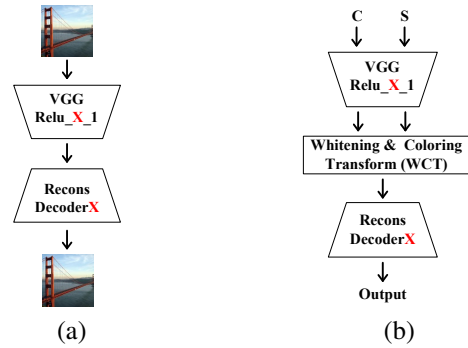 VGG
Relu_X_1
Recons
DecoderX
(a)
C S
VGG
Relu_X_1
Whitening & Coloring
Transform (WCT)
Recons
DecoderX
Output
(b)